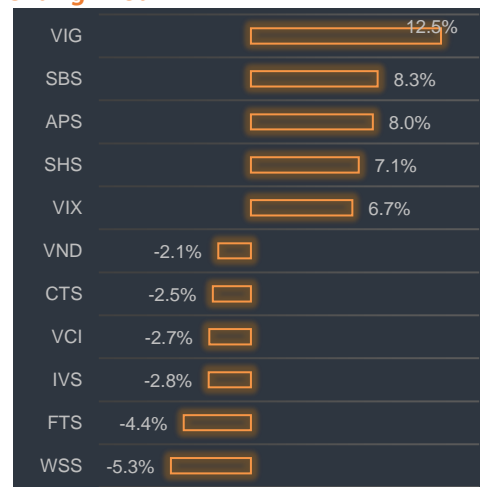 VIG 12.5%
SBS 8.3%
APS 8.0%
SHS 7.1%
VIX 6.7%
VND -2.1%
CTS -2.5%
VCI -2.7%
IVS -2.8%
FTS -4.4%
WSS -5.3%